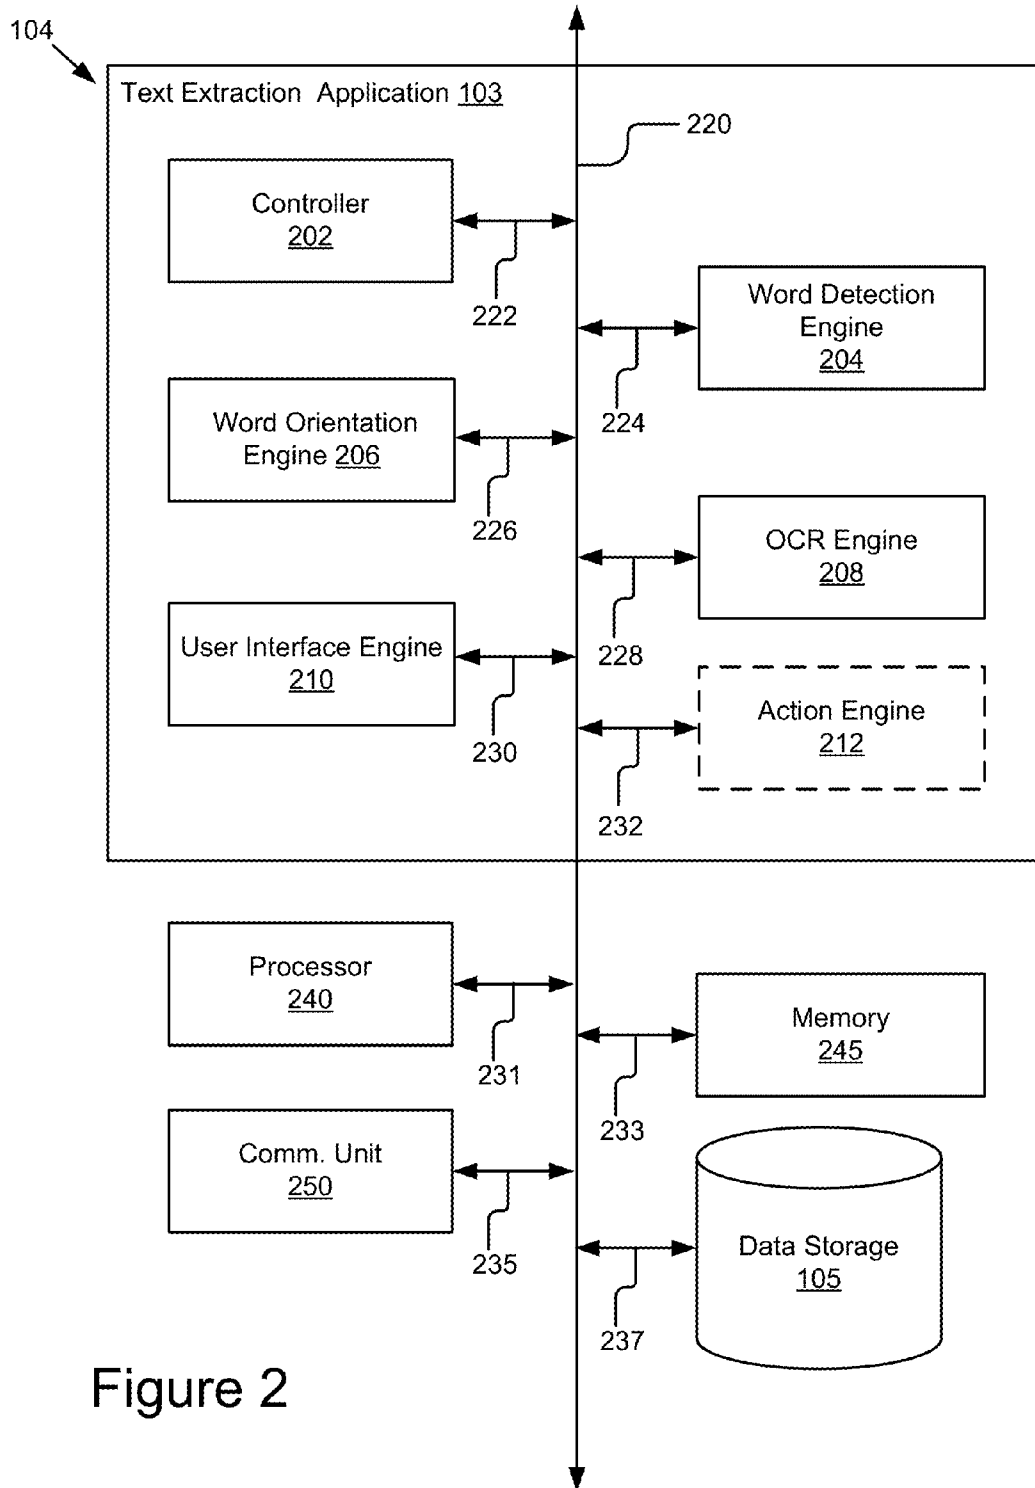 104
Text Extraction Application 103
220
Controller
202
222
Word Detection
Engine
204
224
Word Orientation
Engine 206
226
OCR Engine
208
228
User Interface Engine
210
230
Action Engine
212
232
Processor
240
231
Memory
245
233
Comm. Unit
250
235
Data Storage
105
237
Figure 2